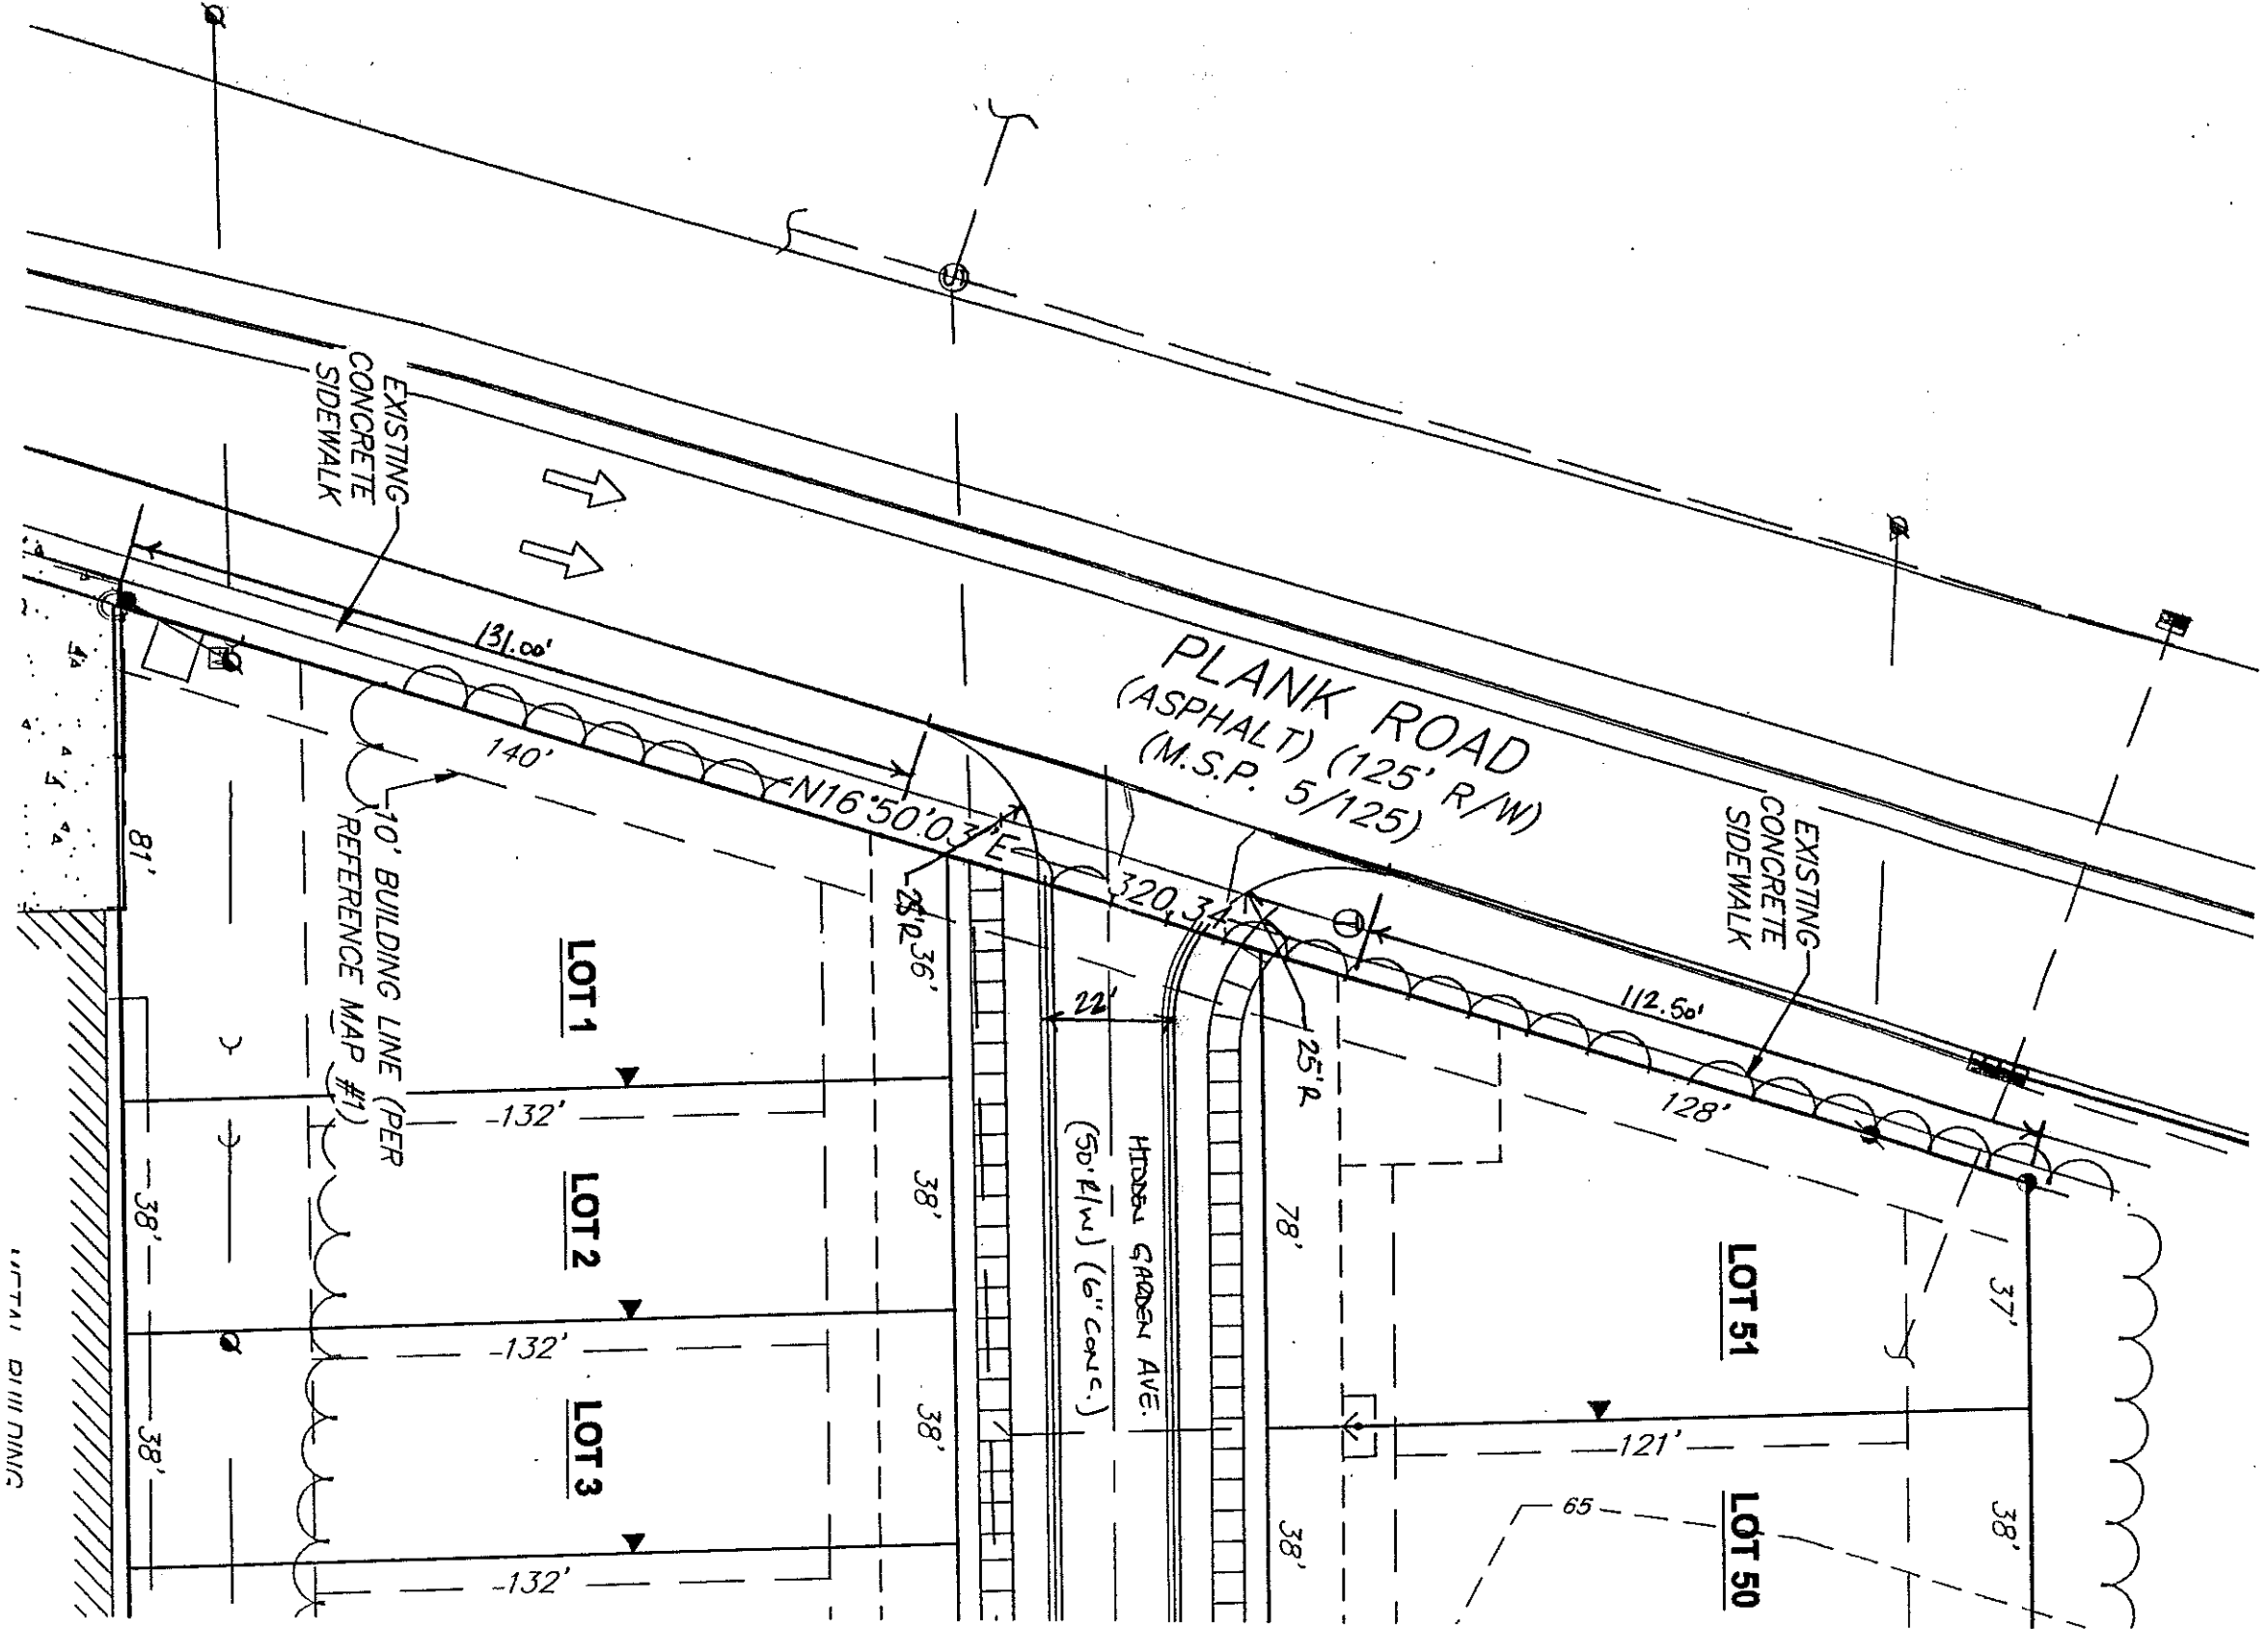 PLANK ROAD
(ASPHALT) (125' R/W)
(M.S.P. 5/125)
EXISTING
CONCRETE
SIDEWALK
EXISTING
CONCRETE
SIDEWALK
131.00'
140'
N16°50'03"E
320.34'
25'R
25'R
112.50'
128'
10' BUILDING LINE (PER
REFERENCE MAP #1)
81'
36'
22'
LOT 1
132'
38'
38'
LOT 2
132'
38'
38'
LOT 3
132'
HIDDEN GARDEN AVE.
(50' R/W) (6" CONC.)
78'
38'
LOT 51
37'
121'
LOT 50
38'
65
S
T